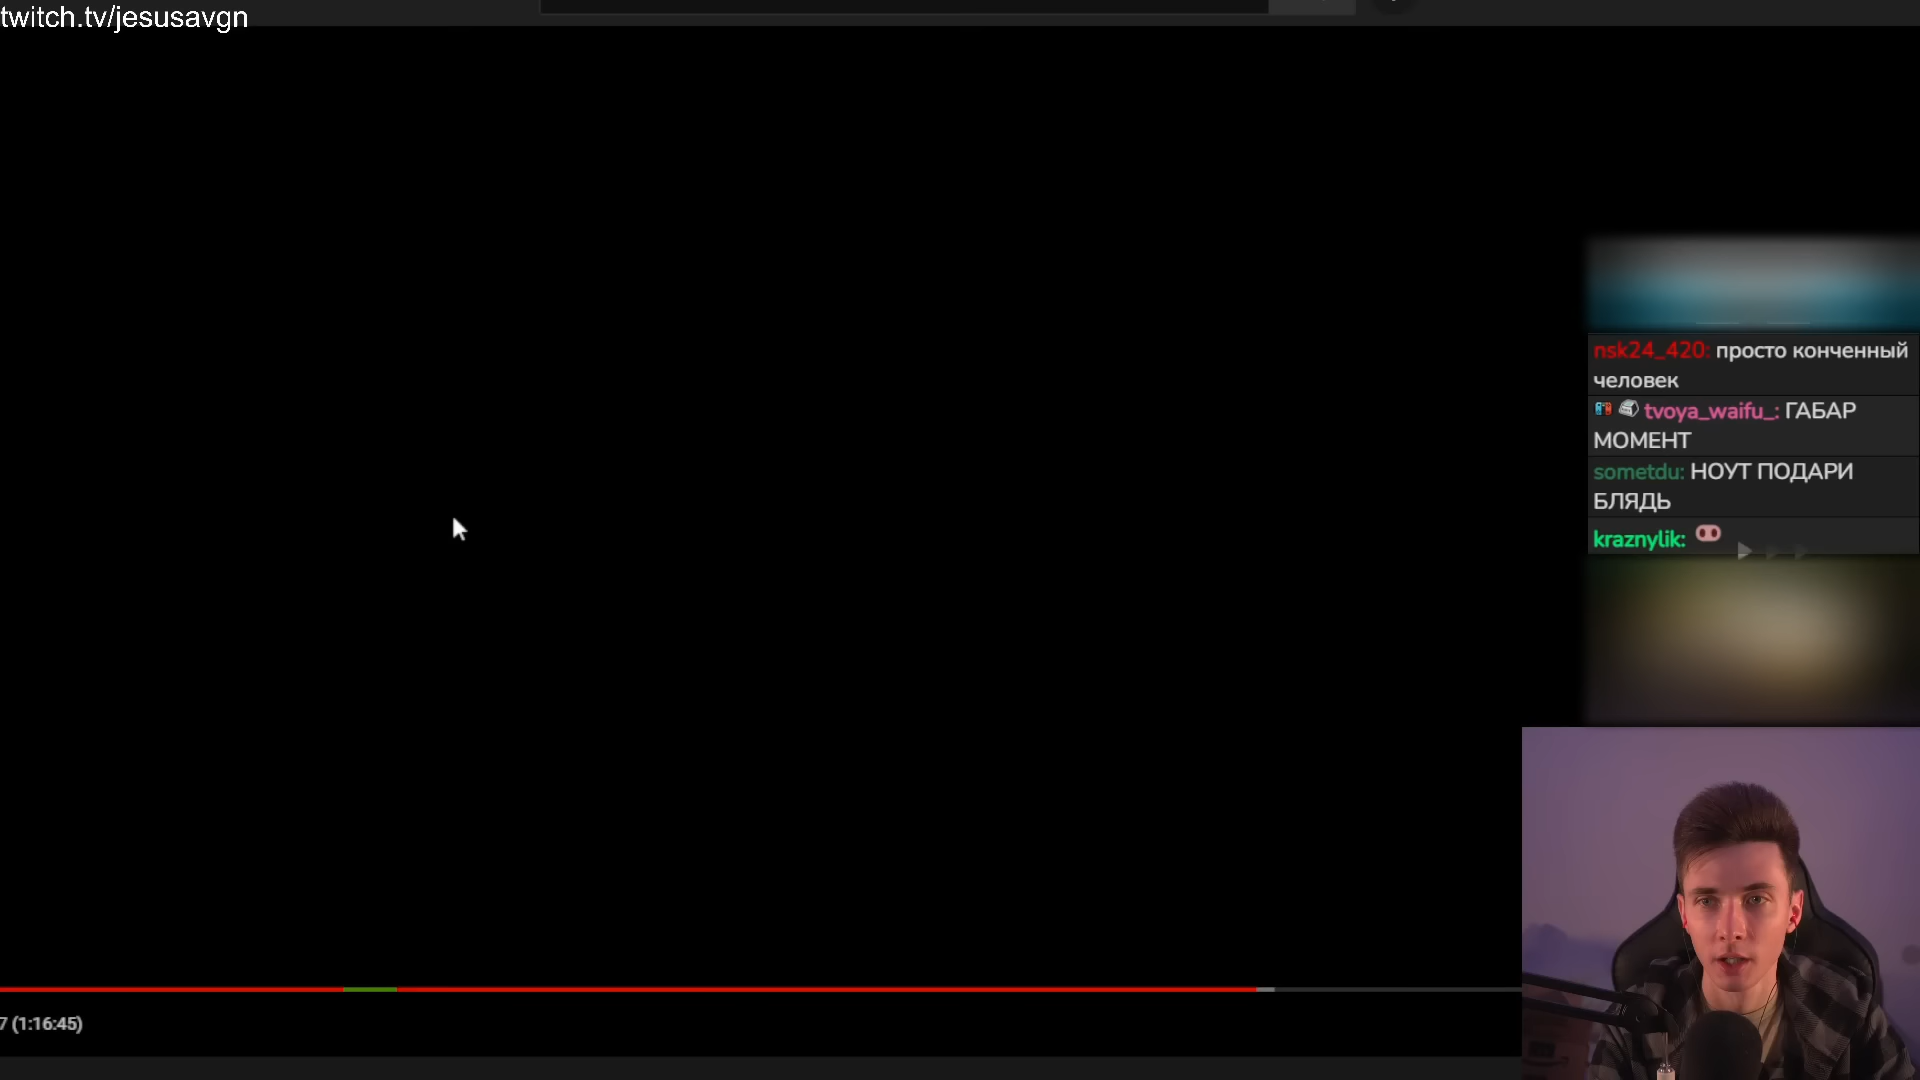 twitch.tv/jesusavgn
nsk24_420: просто конченный
человек
tvoya_waifu_: ГАБАР
МОМЕНТ
sometdu: НОУТ ПОДАРИ
БЛЯДЬ
kraznylik:
7 (1:16:45)